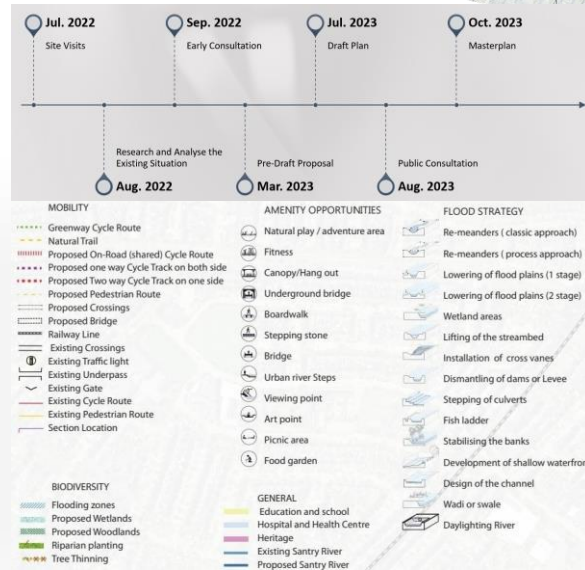 Jul. 2022
Site Visits
Sep. 2022
Early Consultation
Jul. 2023
Draft Plan
Oct. 2023
Masterplan
Research and Analyse the
Existing Situation
Aug. 2022
Pre-Draft Proposal
Mar. 2023
Public Consultation
Aug. 2023
MOBILITY
Greenway Cycle Route
Natural Trail
Proposed On-Road (shared) Cycle Route
Proposed one way Cycle Track on both side
Proposed Two way Cycle Track on one side
Proposed Pedestrian Route
Proposed Crossings
Proposed Bridge
Railway Line
Existing Crossings
Existing Traffic light
Existing Underpass
Existing Gate
Existing Cycle Route
Existing Pedestrian Route
Section Location
BIODIVERSITY
Flooding zones
Proposed Wetlands
Proposed Woodlands
Riparian planting
Tree Thinning
AMENITY OPPORTUNITIES
Natural play / adventure area
Fitness
Canopy/Hang out
Underground bridge
Boardwalk
Stepping stone
Bridge
Urban river Steps
Viewing point
Art point
Picnic area
Food garden
GENERAL
Education and school
Hospital and Health Centre
Heritage
Existing Santry River
Proposed Santry River
FLOOD STRATEGY
Re-meanders ( classic approach)
Re-meanders ( process approach)
Lowering of flood plains (1 stage)
Lowering of flood plains (2 stage)
Wetland areas
Lifting of the streambed
Installation of cross vanes
Dismantling of dams or Levee
Stepping of culverts
Fish ladder
Stabilising the banks
Development of shallow waterfron
Design of the channel
Wadi or swale
Daylighting River